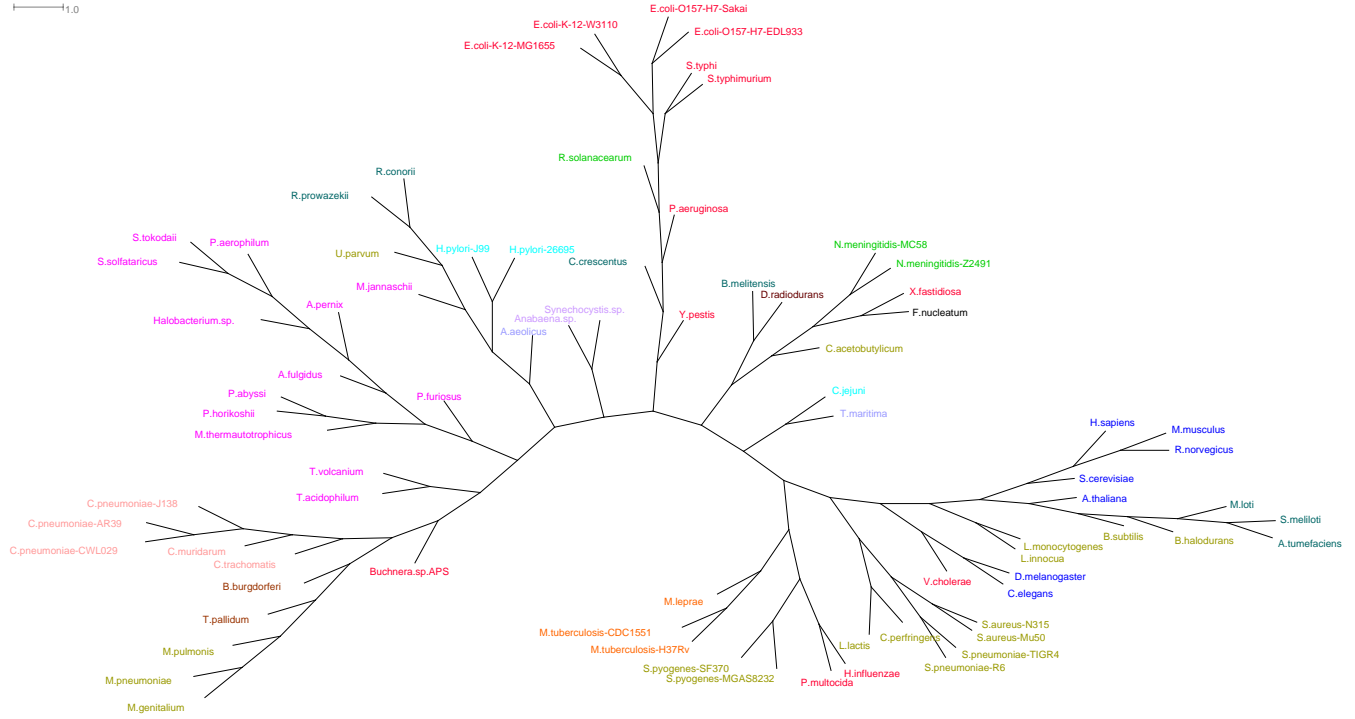 1.0
E.coli-O157-H7-Sakai
E.coli-K-12-W3110
E.coli-O157-H7-EDL933
E.coli-K-12-MG1655
S.typhi
S.typhimurium
R.solanacearum
R.conorii
R.prowazekii
P.aeruginosa
S.tokodaii
P.aerophilum
U.parvum
H.pylori-J99
H.pylori-26695
N.meningitidis-MC58
S.solfataricus
C.crescentus
N.meningitidis-Z2491
M.jannaschii
B.melitensis
D.radiodurans
X.fastidiosa
A.pernix
Halobacterium.sp.
Synechocystis.sp.
Anabaena.sp.
Y.pestis
F.nucleatum
A.aeolicus
C.acetobutylicum
A.fulgidus
P.abyssi
P.furiosus
C.jejuni
P.horikoshii
T.maritima
M.thermautotrophicus
H.sapiens
M.musculus
R.norvegicus
T.volcanium
S.cerevisiae
T.acidophilum
A.thaliana
C.pneumoniae-J138
M.loti
C.pneumoniae-AR39
S.meliloti
B.subtilis
B.halodurans
A.tumefaciens
C.pneumoniae-CWL029
C.muridarum
L.monocytogenes
L.innocua
C.trachomatis
Buchnera.sp.APS
V.cholerae
D.melanogaster
B.burgdorferi
C.elegans
M.leprae
T.pallidum
S.aureus-N315
M.tuberculosis-CDC1551
S.aureus-Mu50
C.perfringens
L.lactis
M.pulmonis
M.tuberculosis-H37Rv
S.pneumoniae-TIGR4
S.pyogenes-SF370
S.pneumoniae-R6
H.influenzae
S.pyogenes-MGAS8232
P.multocida
M.pneumoniae
M.genitalium